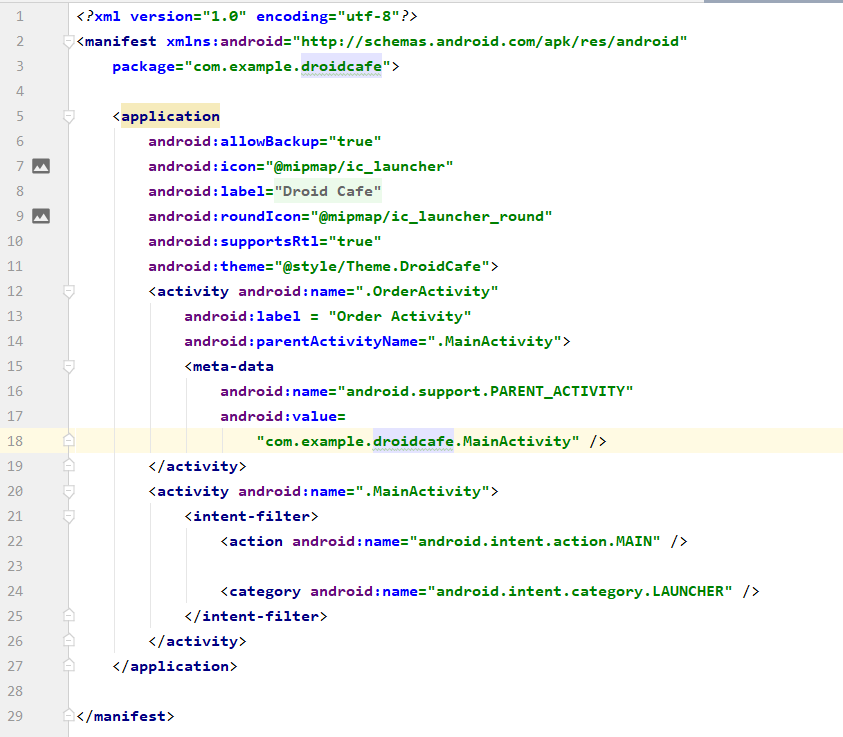 1 <?xml version="1.0" encoding="utf-8"?>
2 <manifest xmlns:android="http://schemas.android.com/apk/res/android"
3     package="com.example.droidcafe">
4
5     <application
6         android:allowBackup="true"
7         android:icon="@mipmap/ic_launcher"
8         android:label="Droid Cafe"
9         android:roundIcon="@mipmap/ic_launcher_round"
10         android:supportsRtl="true"
11         android:theme="@style/Theme.DroidCafe">
12         <activity android:name=".OrderActivity"
13             android:label = "Order Activity"
14             android:parentActivityName=".MainActivity">
15             <meta-data
16                 android:name="android.support.PARENT_ACTIVITY"
17                 android:value=
18                     "com.example.droidcafe.MainActivity" />
19         </activity>
20         <activity android:name=".MainActivity">
21             <intent-filter>
22                 <action android:name="android.intent.action.MAIN" />
23
24                 <category android:name="android.intent.category.LAUNCHER" />
25             </intent-filter>
26         </activity>
27     </application>
28
29 </manifest>